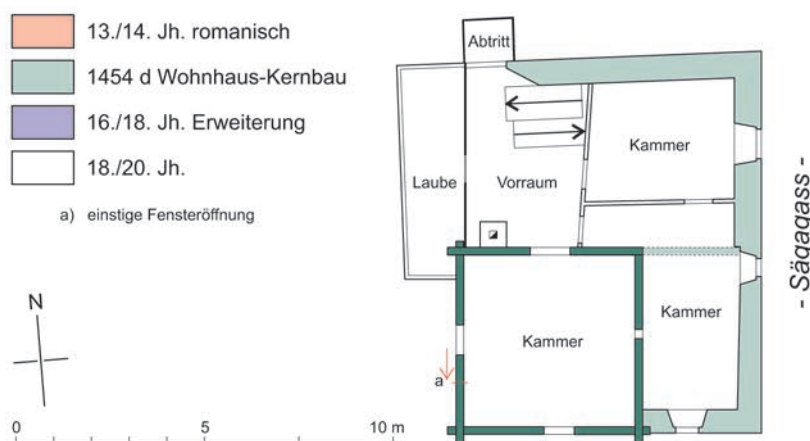 13./14. Jh. romanisch
1454 d Wohnhaus-Kernbau
16./18. Jh. Erweiterung
18./20. Jh.
a) einstige Fensteröffnung
N
0 5 10 m
Abtritt
Laube
Vorraum
Kammer
Kammer
Kammer
a
- Sägagass -